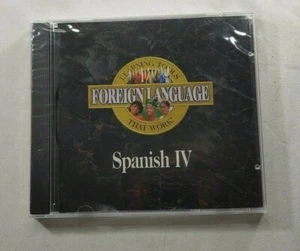 LEARNING TOOLS
FOREIGN LANGUAGE
THAT WORK!
Spanish IV